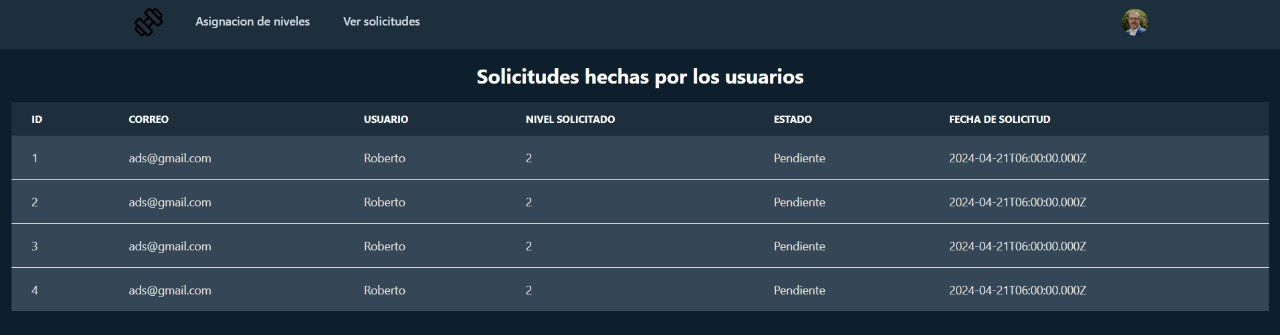 Asignacion de niveles Ver solicitudes
Solicitudes hechas por los usuarios
ID CORREO USUARIO NIVEL SOLICITADO ESTADO FECHA DE SOLICITUD
1 ads@gmail.com Roberto 2 Pendiente 2024-04-21T06:00:00.000Z
2 ads@gmail.com Roberto 2 Pendiente 2024-04-21T06:00:00.000Z
3 ads@gmail.com Roberto 2 Pendiente 2024-04-21T06:00:00.000Z
4 ads@gmail.com Roberto 2 Pendiente 2024-04-21T06:00:00.000Z